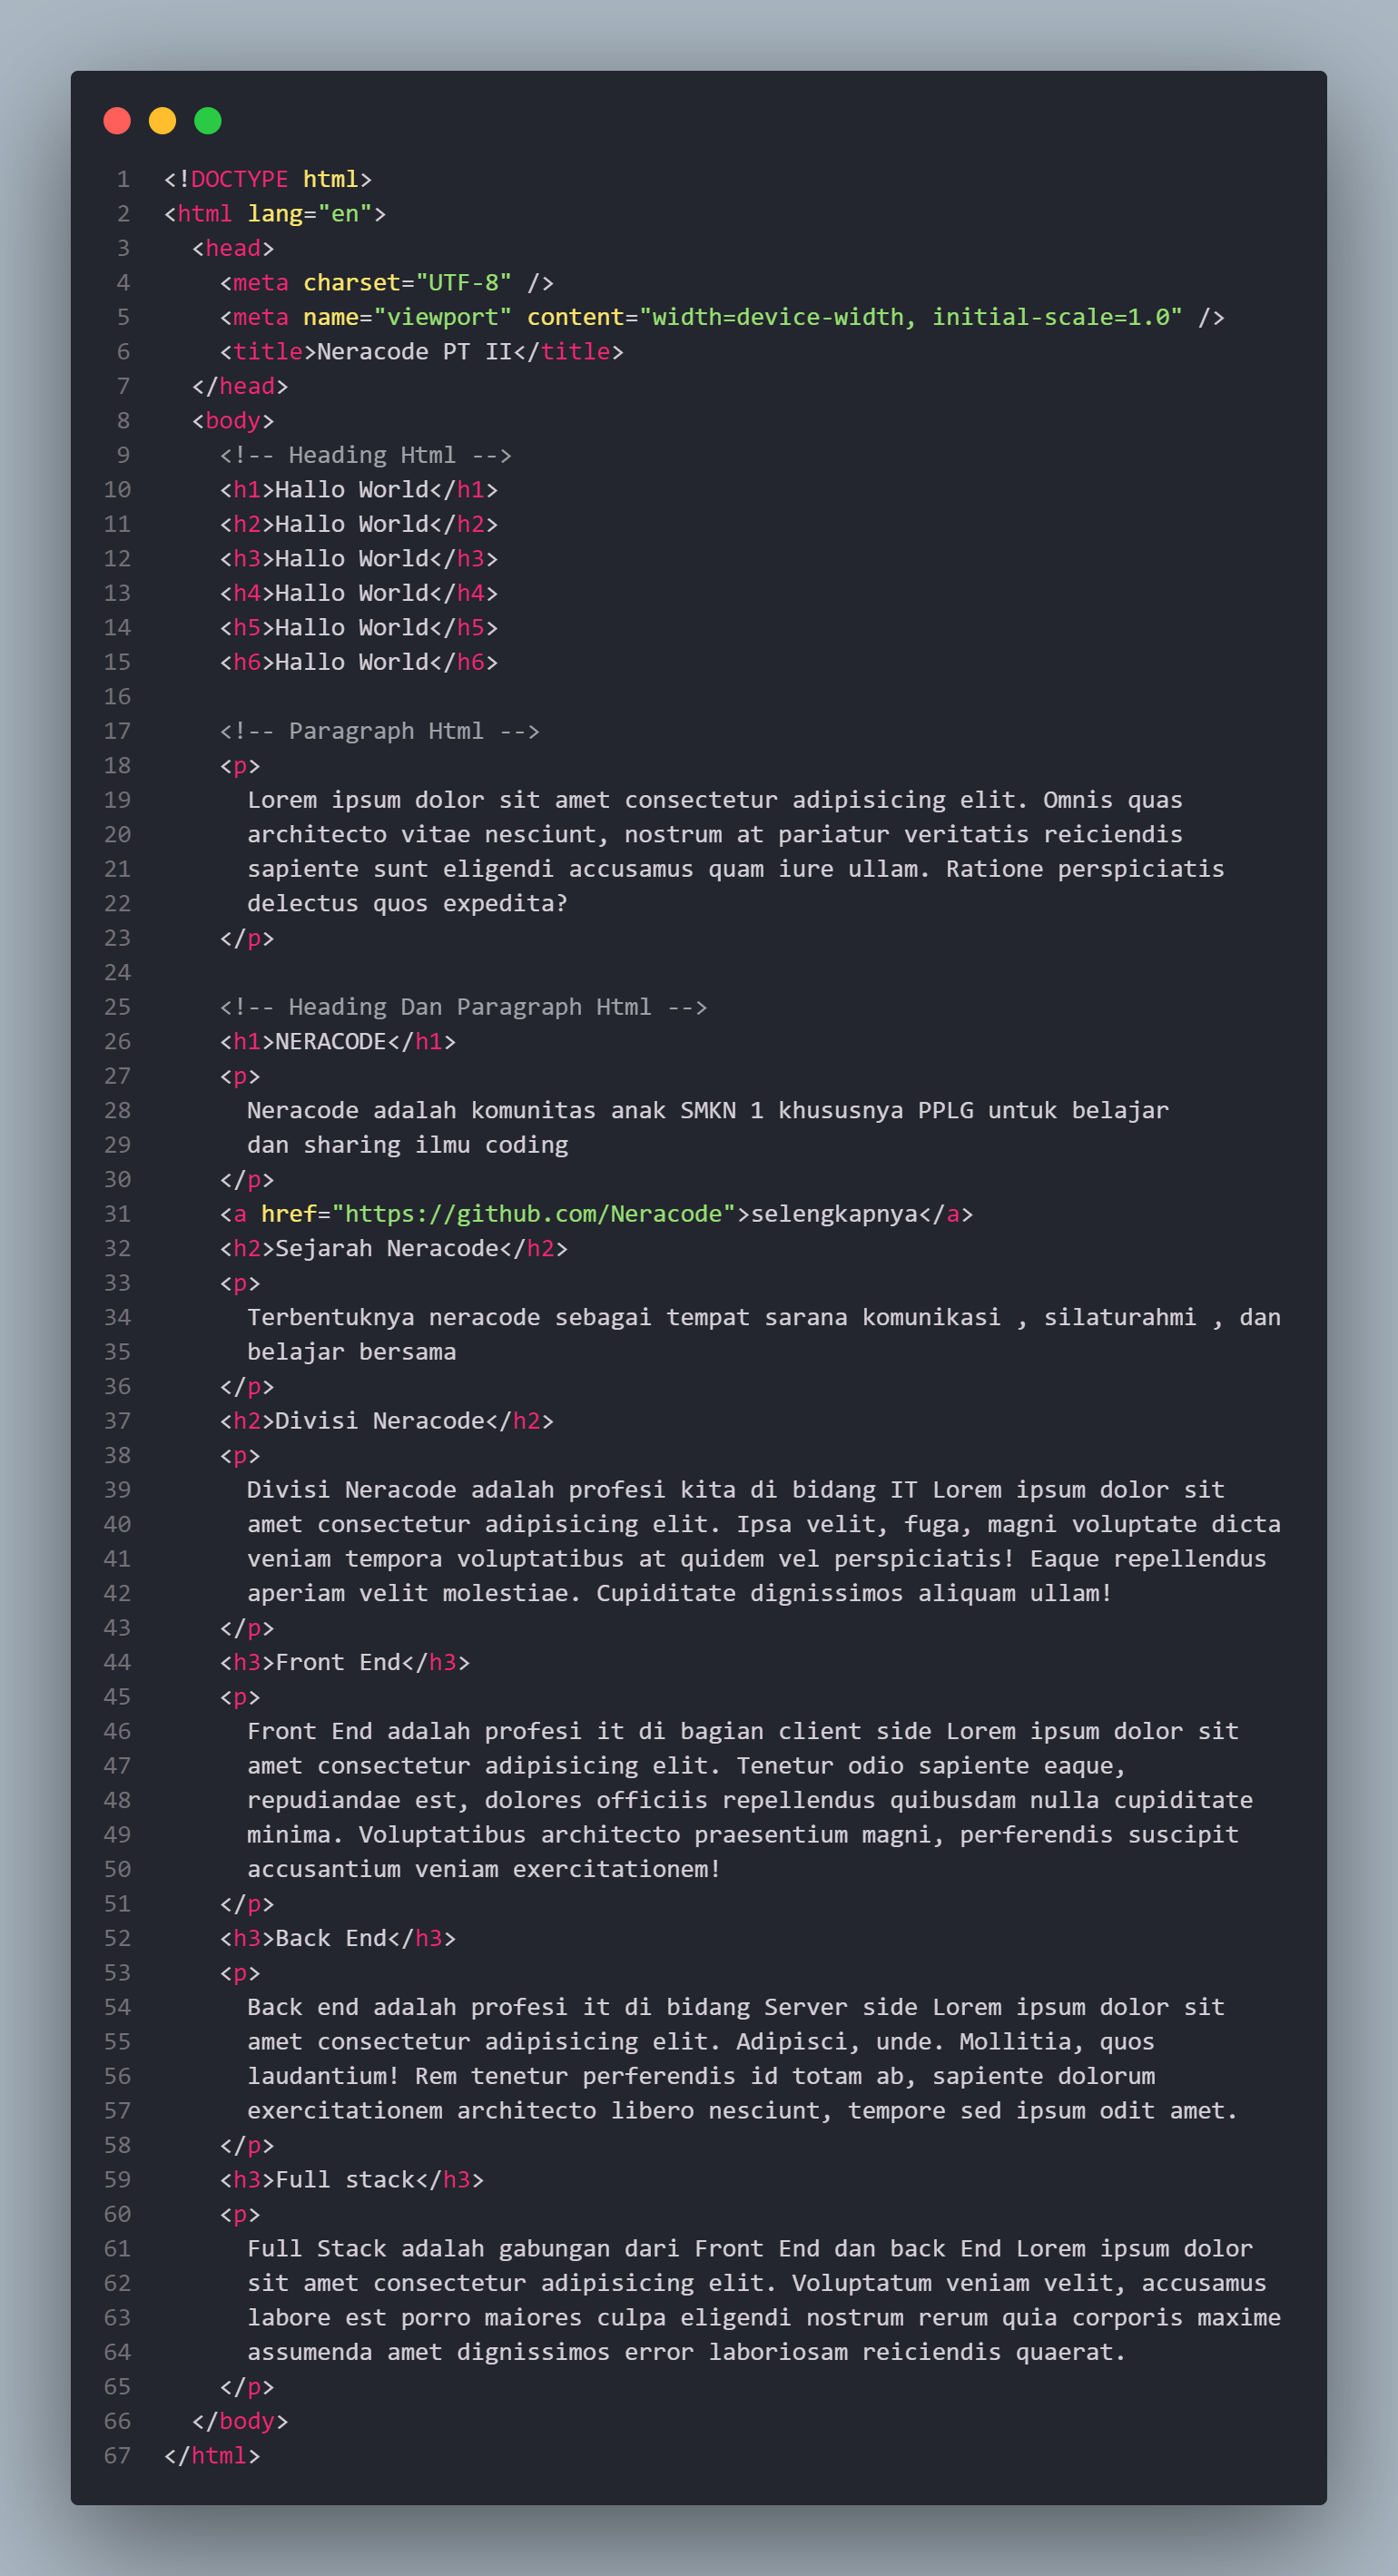 1 <!DOCTYPE html>
2 <html lang="en">
3   <head>
4     <meta charset="UTF-8" />
5     <meta name="viewport" content="width=device-width, initial-scale=1.0" />
6     <title>Neracode PT II</title>
7   </head>
8   <body>
9     <!-- Heading Html -->
10     <h1>Hallo World</h1>
11     <h2>Hallo World</h2>
12     <h3>Hallo World</h3>
13     <h4>Hallo World</h4>
14     <h5>Hallo World</h5>
15     <h6>Hallo World</h6>
16
17     <!-- Paragraph Html -->
18     <p>
19       Lorem ipsum dolor sit amet consectetur adipisicing elit. Omnis quas
20       architecto vitae nesciunt, nostrum at pariatur veritatis reiciendis
21       sapiente sunt eligendi accusamus quam iure ullam. Ratione perspiciatis
22       delectus quos expedita?
23     </p>
24
25     <!-- Heading Dan Paragraph Html -->
26     <h1>NERACODE</h1>
27     <p>
28       Neracode adalah komunitas anak SMKN 1 khususnya PPLG untuk belajar
29       dan sharing ilmu coding
30     </p>
31     <a href="https://github.com/Neracode">selengkapnya</a>
32     <h2>Sejarah Neracode</h2>
33     <p>
34       Terbentuknya neracode sebagai tempat sarana komunikasi , silaturahmi , dan
35       belajar bersama
36     </p>
37     <h2>Divisi Neracode</h2>
38     <p>
39       Divisi Neracode adalah profesi kita di bidang IT Lorem ipsum dolor sit
40       amet consectetur adipisicing elit. Ipsa velit, fuga, magni voluptate dicta
41       veniam tempora voluptatibus at quidem vel perspiciatis! Eaque repellendus
42       aperiam velit molestiae. Cupiditate dignissimos aliquam ullam!
43     </p>
44     <h3>Front End</h3>
45     <p>
46       Front End adalah profesi it di bagian client side Lorem ipsum dolor sit
47       amet consectetur adipisicing elit. Tenetur odio sapiente eaque,
48       repudiandae est, dolores officiis repellendus quibusdam nulla cupiditate
49       minima. Voluptatibus architecto praesentium magni, perferendis suscipit
50       accusantium veniam exercitationem!
51     </p>
52     <h3>Back End</h3>
53     <p>
54       Back end adalah profesi it di bidang Server side Lorem ipsum dolor sit
55       amet consectetur adipisicing elit. Adipisci, unde. Mollitia, quos
56       laudantium! Rem tenetur perferendis id totam ab, sapiente dolorum
57       exercitationem architecto libero nesciunt, tempore sed ipsum odit amet.
58     </p>
59     <h3>Full stack</h3>
60     <p>
61       Full Stack adalah gabungan dari Front End dan back End Lorem ipsum dolor
62       sit amet consectetur adipisicing elit. Voluptatum veniam velit, accusamus
63       labore est porro maiores culpa eligendi nostrum rerum quia corporis maxime
64       assumenda amet dignissimos error laboriosam reiciendis quaerat.
65     </p>
66   </body>
67 </html>